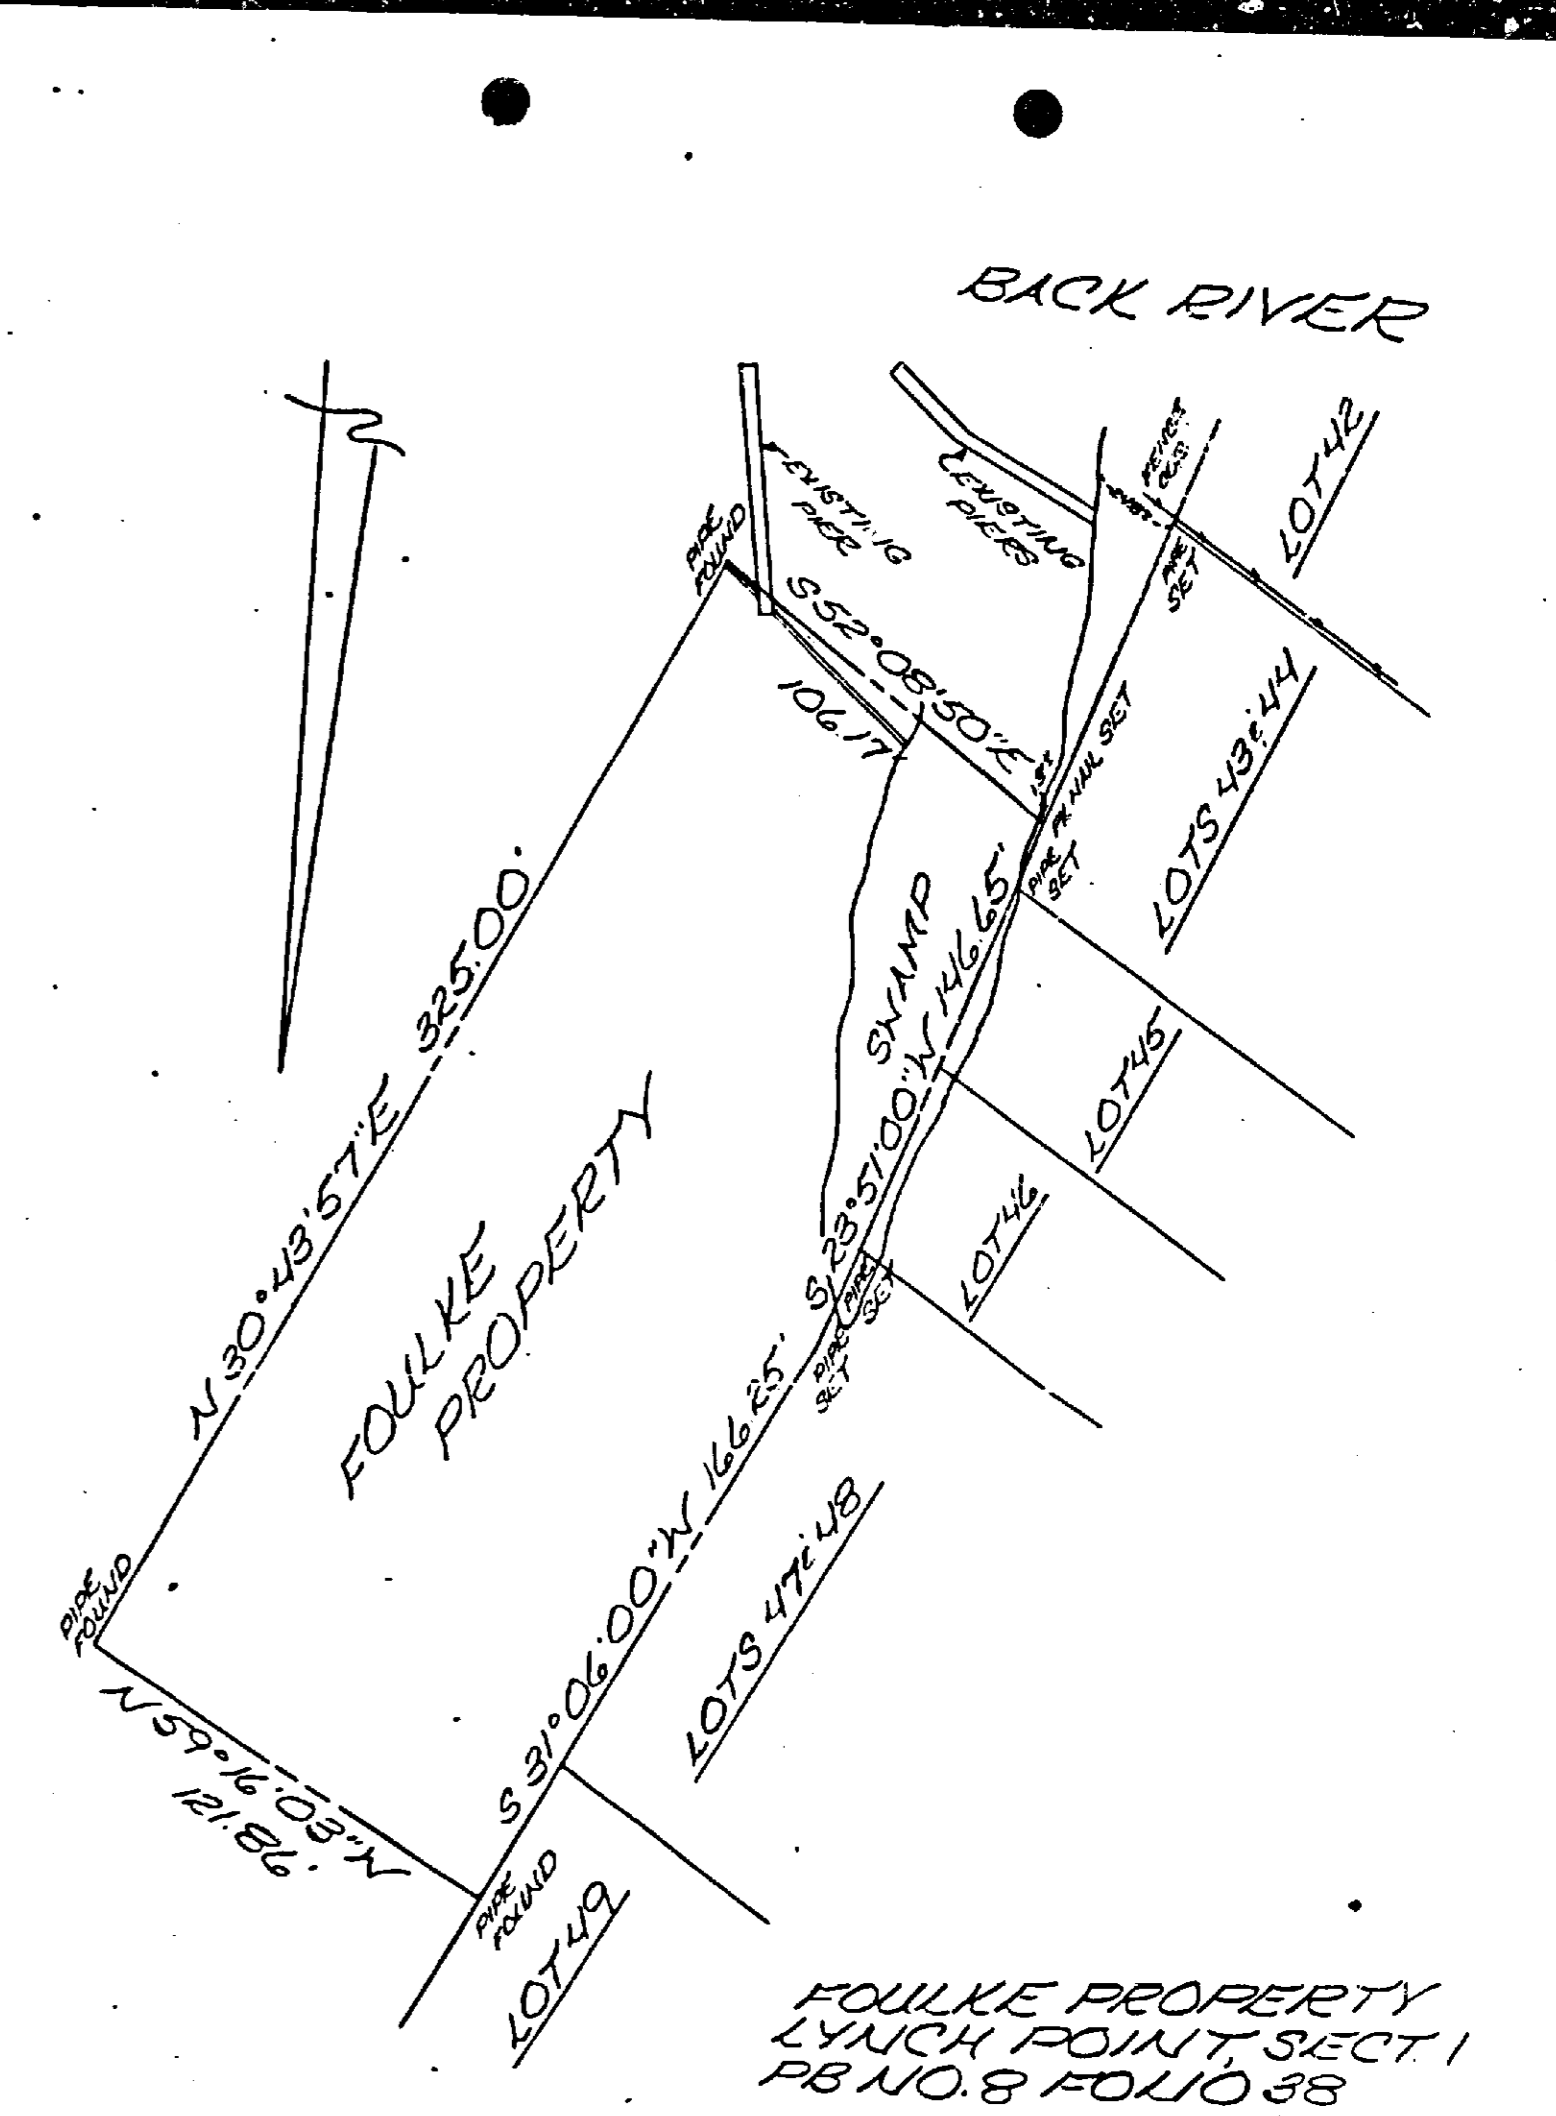 BACK RIVER
N
EXISTING
PIER
EXISTING
PIERS
PIPE
FOUND
LOT 42
PIPE
SET
S52°08'50"E
106.17
PK NAIL SET
LOTS 43 & 44
PIPE
SET
N 30°43'57"E 325.00'
SWAMP
S 23°51'00"W 146.65'
LOT 45
LOT 46
FOULKE
PROPERTY
PIPE
SET
PIPE
SET
S 31°06'00"W 166.25'
LOTS 47 & 48
PIPE
FOUND
N 59°16'03"W
121.86'
PIPE
FOUND
LOT 49
FOULKE PROPERTY
LYNCH POINT, SECT. 1
PB NO. 8 FOLIO 38